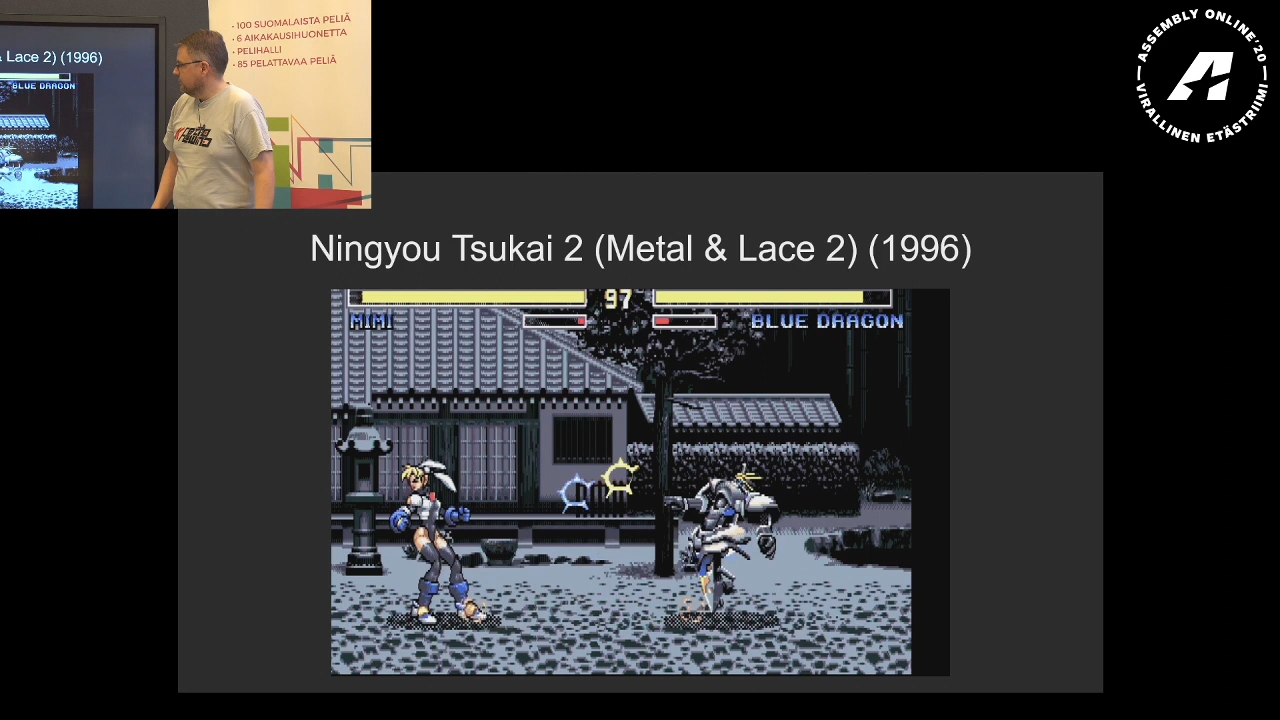 • 100 SUOMALAISTA PELIÄ
• 6 AIKAKAUSIHUONETTA
• PELIHALLI
• 85 PELATTAVAA PELIÄ
& Lace 2) (1996)
BLUE DRAGON
ASSEMBLY ONLINE'20
VIRALLINEN ETÄSTRIIMI
Ningyou Tsukai 2 (Metal & Lace 2) (1996)
97
MIMI
BLUE DRAGON